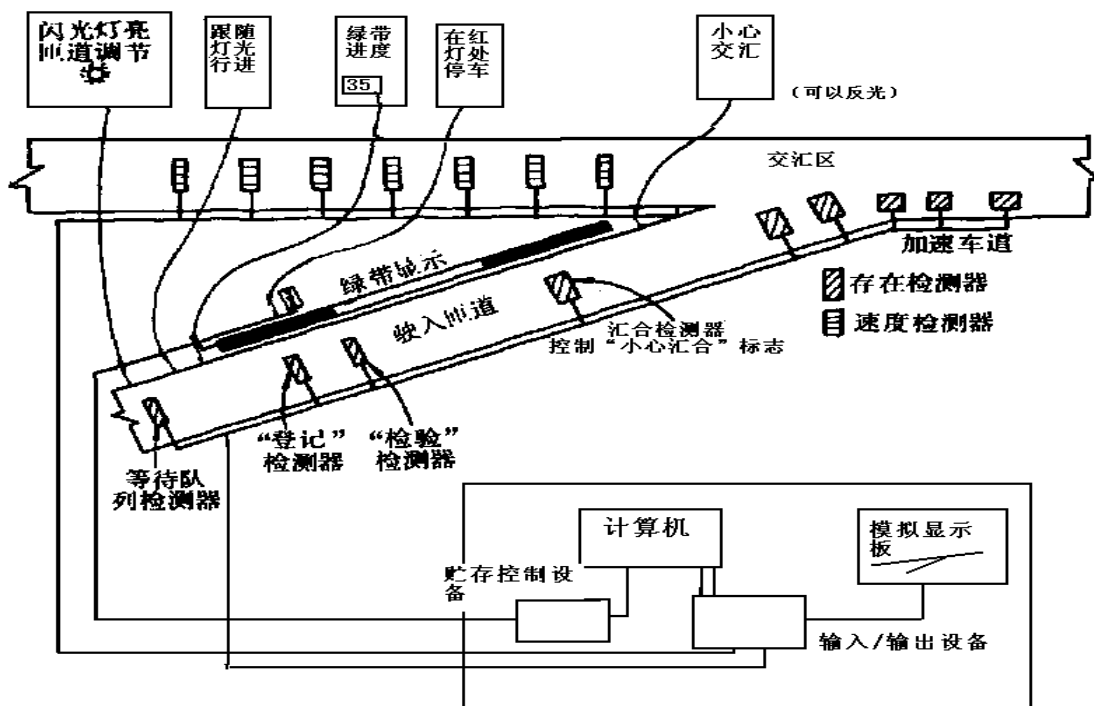 闪光灯亮
匝道调节
跟随
灯光
行进
绿带
进度
35
在红
灯处
停车
小心
交汇
（可以反光）
交汇区
加速车道
绿带显示
存在检测器
驶入匝道
速度检测器
汇合检测器
控制“小心汇合”标志
“登记”
检测器
“检验”
检测器
等待队
列检测器
计算机
模拟显示
板
贮存控制设
备
输入/输出设备